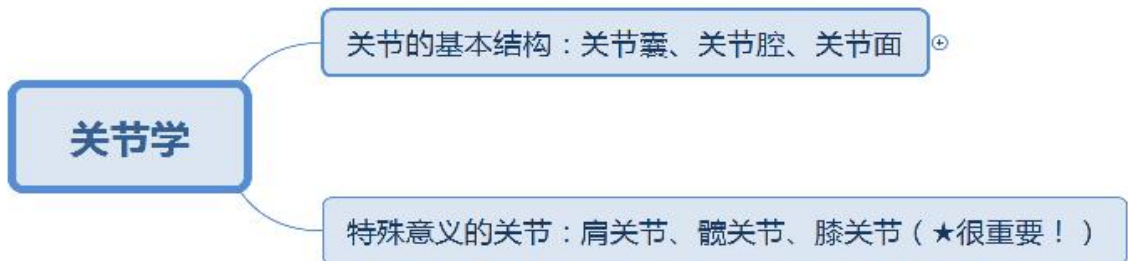 关节的基本结构：关节囊、关节腔、关节面
关节学
特殊意义的关节：肩关节、髋关节、膝关节（★很重要！）